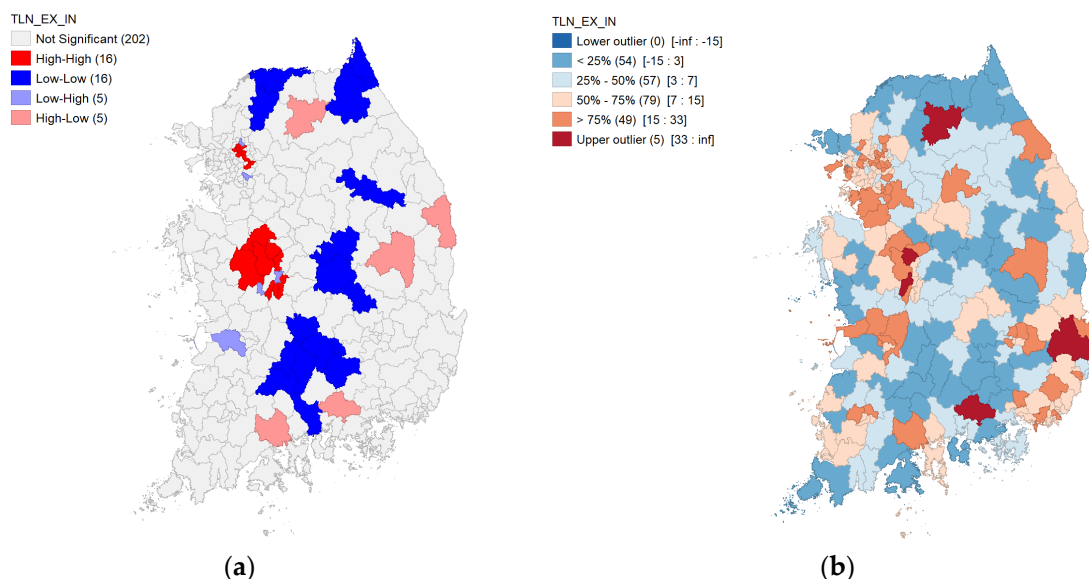 TLN_EX_IN
Not Significant (202)
High-High (16)
Low-Low (16)
Low-High (5)
High-Low (5)
(a)
TLN_EX_IN
Lower outlier (0) [-inf : -15]
< 25% (54) [-15 : 3]
25% - 50% (57) [3 : 7]
50% - 75% (79) [7 : 15]
> 75% (49) [15 : 33]
Upper outlier (5) [33 : inf]
(b)